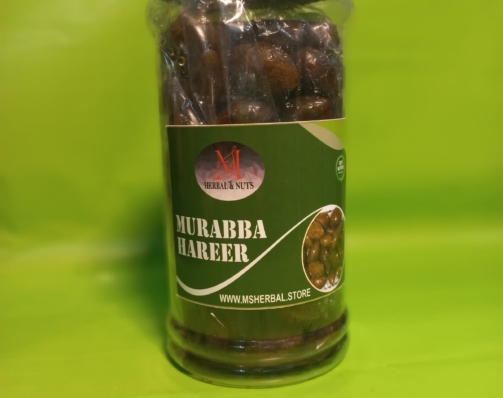 M
HERBAL & NUTS
MURABBA
HAREER
WWW.MSHERBAL.STORE